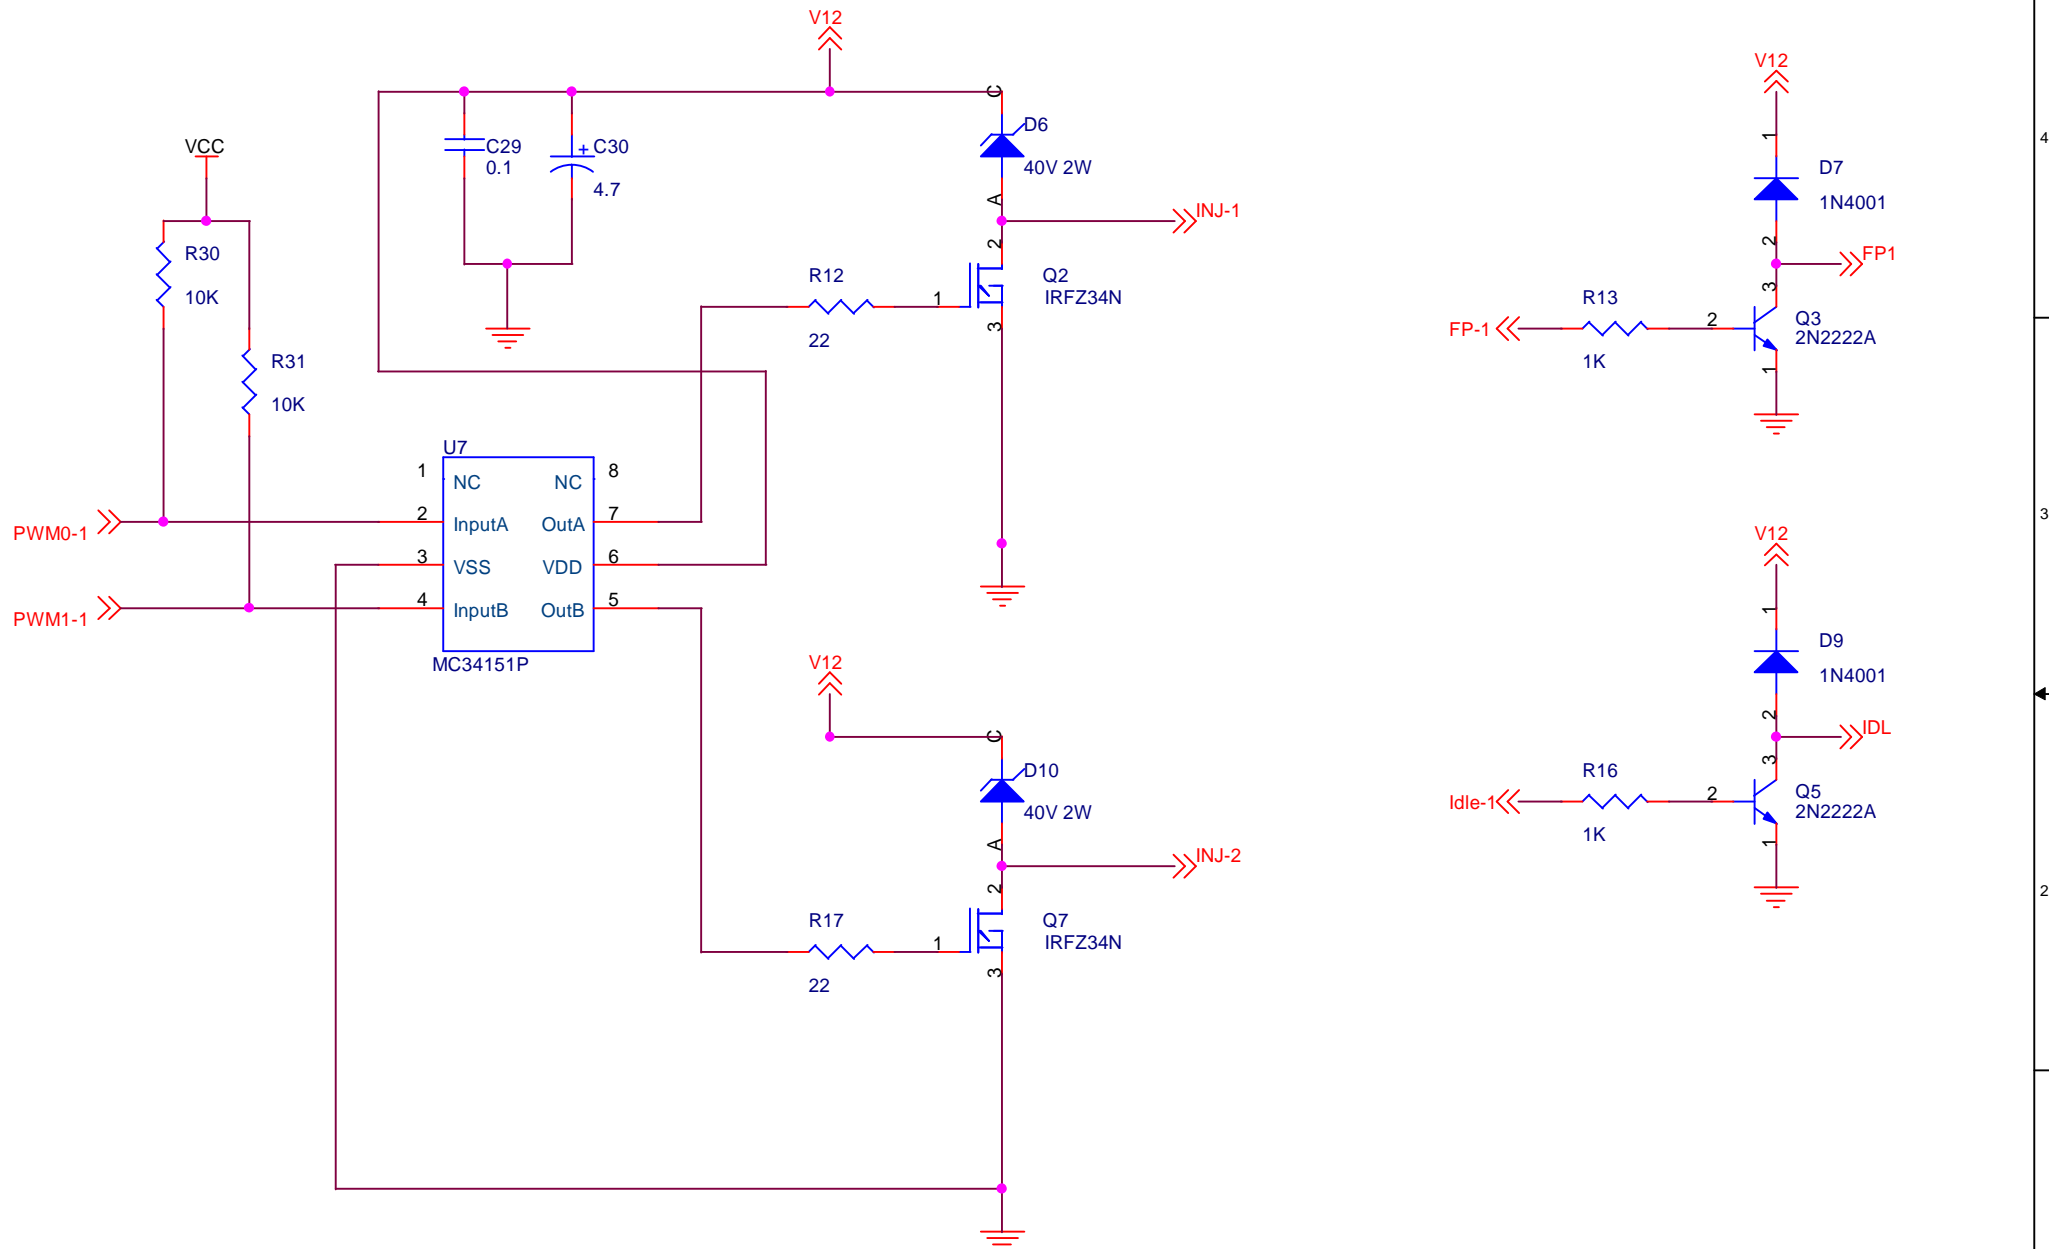 V12
V12
C
D6
40V 2W
A
INJ-1
VCC
C29
0.1
+
C30
4.7
R30
10K
R31
10K
R12
22
1
2
Q2
IRFZ34N
3
1
D7
1N4001
2
FP1
3
R13
1K
FP-1
2
Q3
2N2222A
1
4
3
2
U7
1
NC
NC
8
PWM0-1
2
InputA
OutA
7
3
VSS
VDD
6
PWM1-1
4
InputB
OutB
5
MC34151P
V12
C
D10
40V 2W
A
INJ-2
2
R17
22
1
Q7
IRFZ34N
3
V12
1
D9
1N4001
2
IDL
3
R16
1K
Idle-1
2
Q5
2N2222A
1